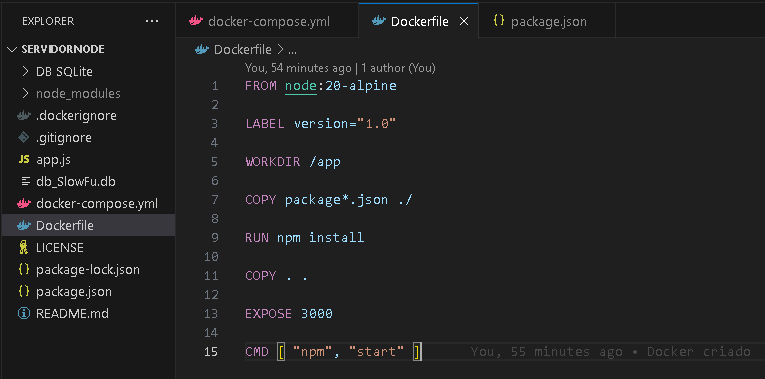 EXPLORER ...
docker-compose.yml Dockerfile × {} package.json
SERVIDORNODE
DB SQLite
node_modules
.dockerignore
.gitignore
JS app.js
db_SlowFu.db
docker-compose.yml
Dockerfile
LICENSE
{} package-lock.json
{} package.json
README.md
Dockerfile > ...
You, 54 minutes ago | 1 author (You)
1 FROM node:20-alpine
2
3 LABEL version="1.0"
4
5 WORKDIR /app
6
7 COPY package*.json ./
8
9 RUN npm install
10
11 COPY . .
12
13 EXPOSE 3000
14
15 CMD [ "npm", "start" ] You, 55 minutes ago • Docker criado